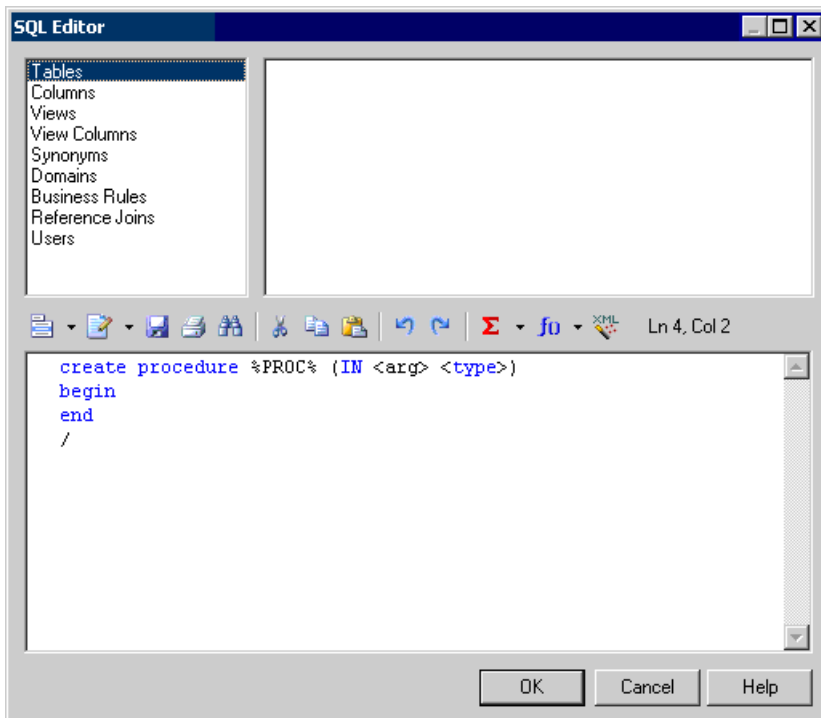 SQL Editor
Tables
Columns
Views
View Columns
Synonyms
Domains
Business Rules
Reference Joins
Users
Σ f() XML Ln 4, Col 2
create procedure %PROC% (IN <arg> <type>)
begin
end
/
OK Cancel Help